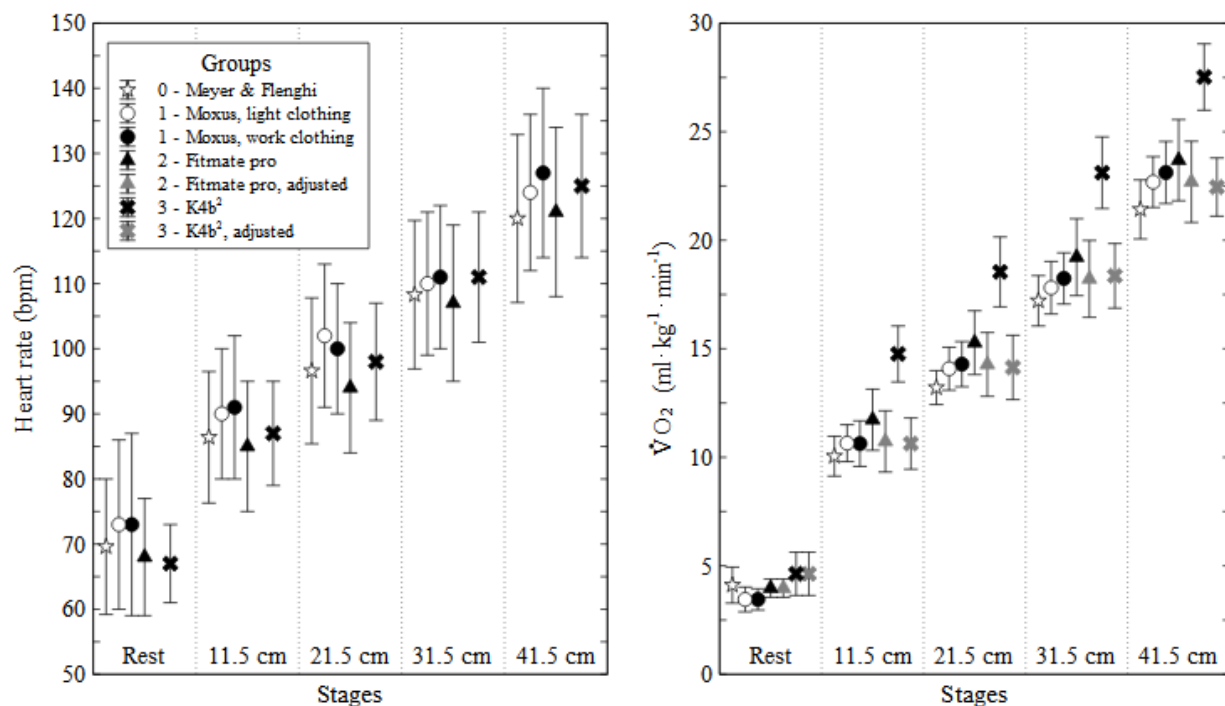 150
140
130
120
110
100
90
80
70
60
50
Heart rate (bpm)
Groups
0 - Meyer & Flenghi
1 - Moxus, light clothing
1 - Moxus, work clothing
2 - Fitmate pro
2 - Fitmate pro, adjusted
3 - K4b²
3 - K4b², adjusted
Rest 11.5 cm 21.5 cm 31.5 cm 41.5 cm
Stages
30
25
20
15
10
5
0
V̇O₂ (ml·kg⁻¹·min⁻¹)
Rest 11.5 cm 21.5 cm 31.5 cm 41.5 cm
Stages